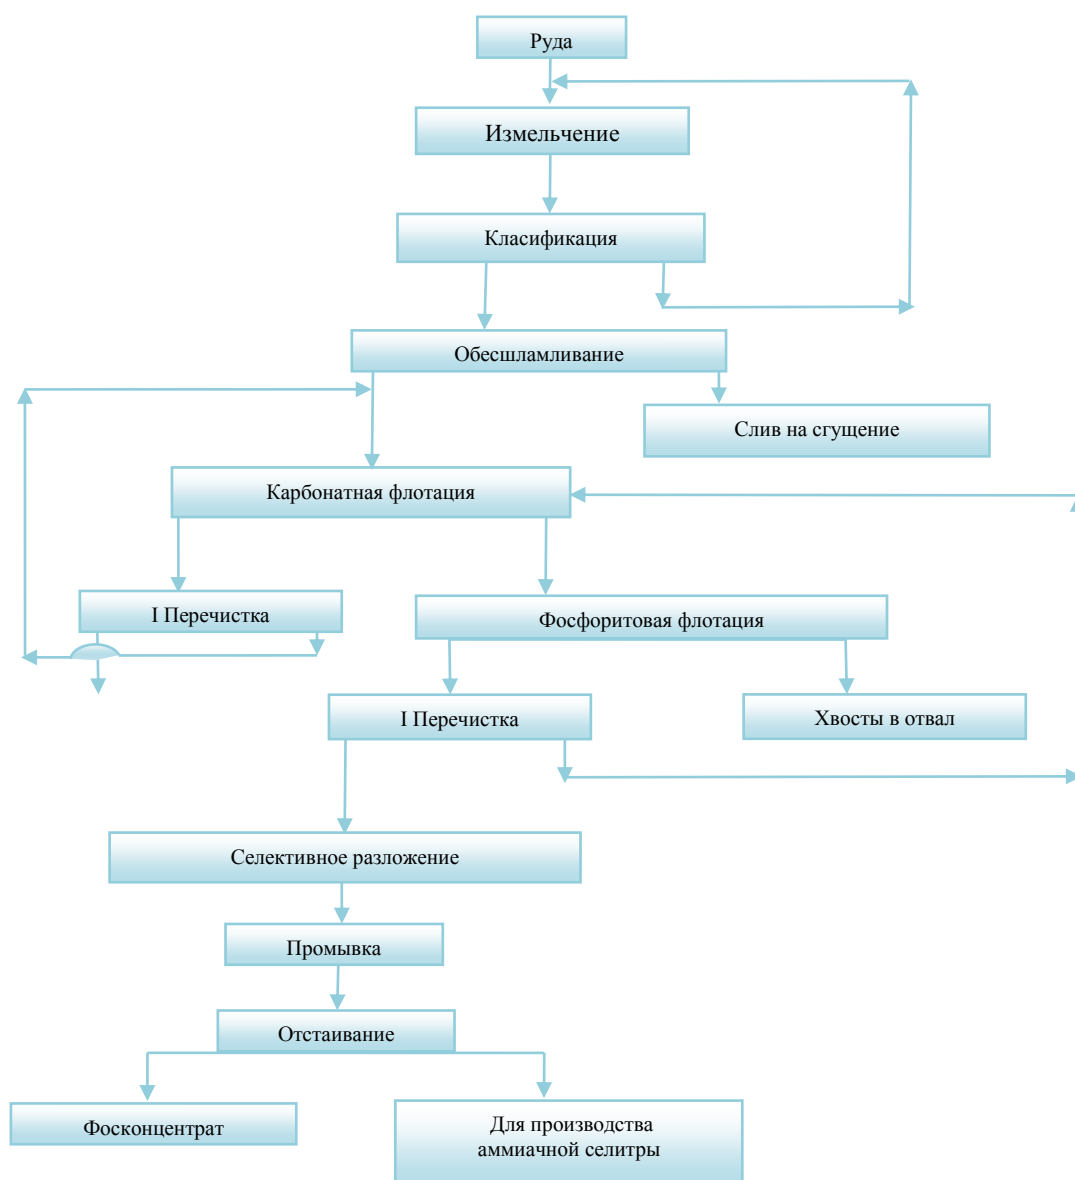 Руда
Измельчение
Класификация
Обесшламливание
Слив на сгущение
Карбонатная флотация
I Перечистка
Фосфоритовая флотация
I Перечистка
Хвосты в отвал
Селективное разложение
Промывка
Отстаивание
Фосконцентрат
Для производства
аммиачной селитры